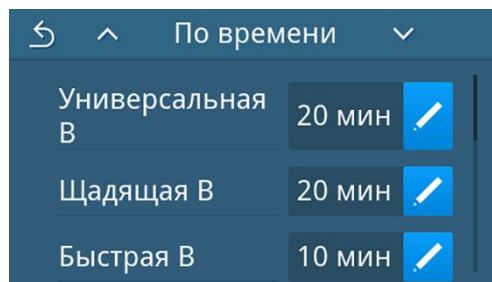 По времени
Универсальная
В
20 мин
Щадящая В
20 мин
Быстрая В
10 мин